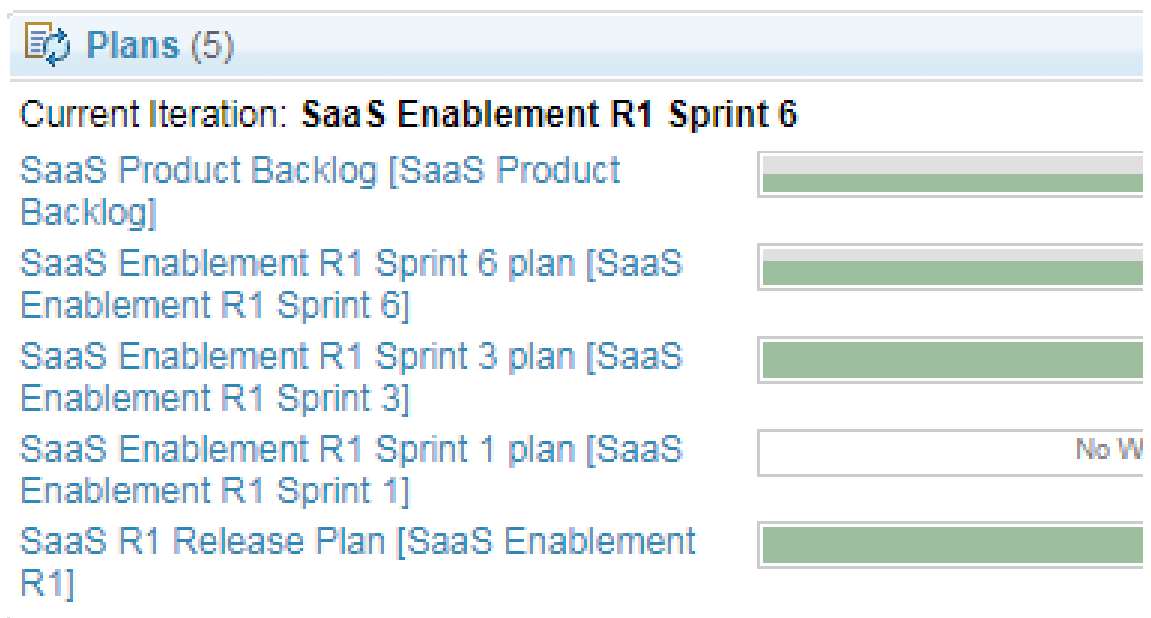 Plans (5)
Current Iteration: SaaS Enablement R1 Sprint 6
SaaS Product Backlog [SaaS Product
Backlog]
SaaS Enablement R1 Sprint 6 plan [SaaS
Enablement R1 Sprint 6]
SaaS Enablement R1 Sprint 3 plan [SaaS
Enablement R1 Sprint 3]
SaaS Enablement R1 Sprint 1 plan [SaaS
Enablement R1 Sprint 1]
No W
SaaS R1 Release Plan [SaaS Enablement
R1]